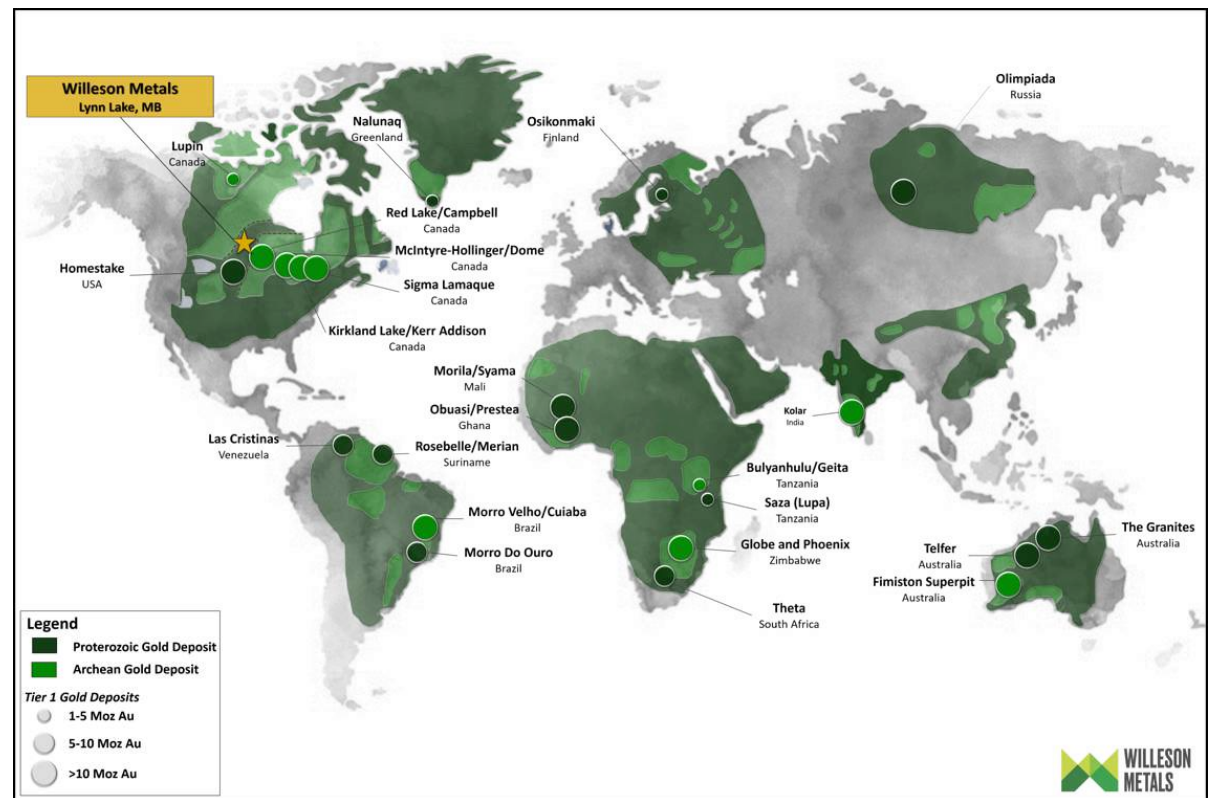 Willeson Metals
Lynn Lake, MB
Lupin
Canada
Nalunaq
Greenland
Osikonmaki
Finland
Olimpiada
Russia
Red Lake/Campbell
Canada
McIntyre-Hollinger/Dome
Canada
Homestake
USA
Sigma Lamaque
Canada
Kirkland Lake/Kerr Addison
Canada
Morila/Syama
Mali
Obuasi/Prestea
Ghana
Kolar
India
Las Cristinas
Venezuela
Rosebelle/Merian
Suriname
Bulyanhulu/Geita
Tanzania
Saza (Lupa)
Tanzania
Morro Velho/Cuiaba
Brazil
Morro Do Ouro
Brazil
Globe and Phoenix
Zimbabwe
The Granites
Australia
Telfer
Australia
Fimiston Superpit
Australia
Theta
South Africa
Legend
Proterozoic Gold Deposit
Archean Gold Deposit
Tier 1 Gold Deposits
1-5 Moz Au
5-10 Moz Au
>10 Moz Au
WILLESON
METALS